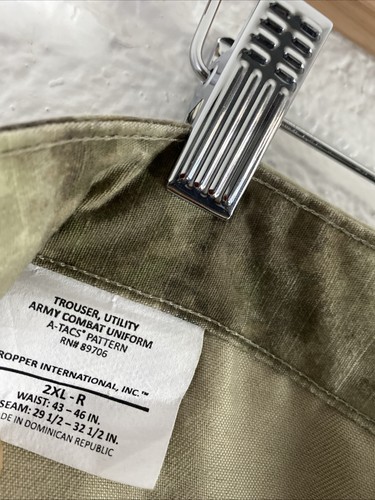 TROUSER, UTILITY
ARMY COMBAT UNIFORM
A-TACS® PATTERN
RN# 89706
ROPPER INTERNATIONAL, INC.™
2XL - R
WAIST: 43 - 46 IN.
SEAM: 29 1/2 – 32 1/2 IN.
DE IN DOMINICAN REPUBLIC